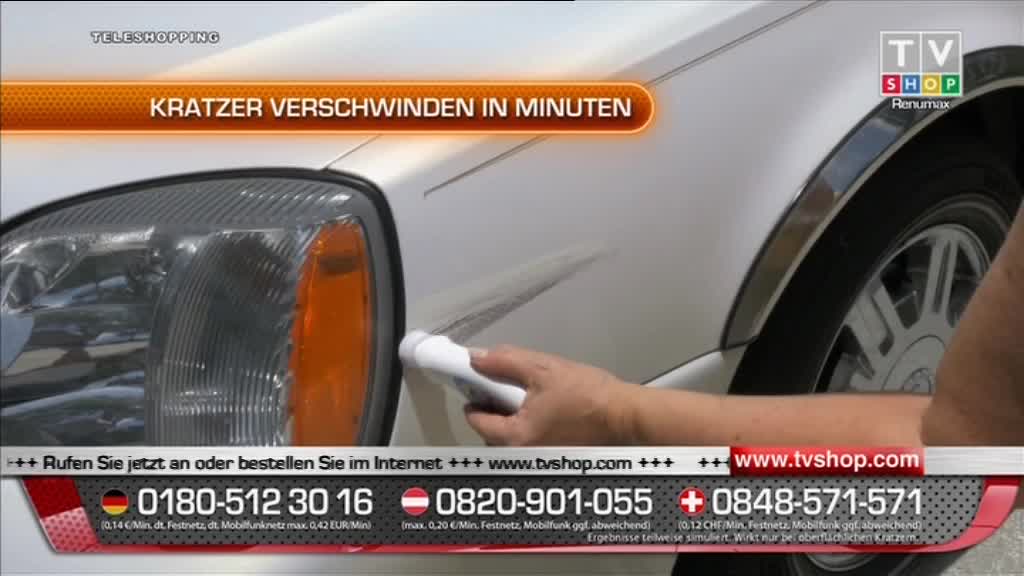 TELESHOPPING
TV
SHOP
Renumax
KRATZER VERSCHWINDEN IN MINUTEN
+++ Rufen Sie jetzt an oder bestellen Sie im Internet +++ www.tvshop.com +++ +++
www.tvshop.com
0180-512 30 16 0820-901-055 0848-571-571
(0,14 €/Min. dt. Festnetz, dt. Mobilfunknetz max. 0,42 EUR/Min) (max. 0,20 €/Min. Festnetz, Mobilfunk ggf. abweichend) (0,12 CHF/Min. Festnetz, Mobilfunk ggf. abweichend)
Ergebnisse teilweise simuliert. Wirkt nur bei oberflächlichen Kratzern.